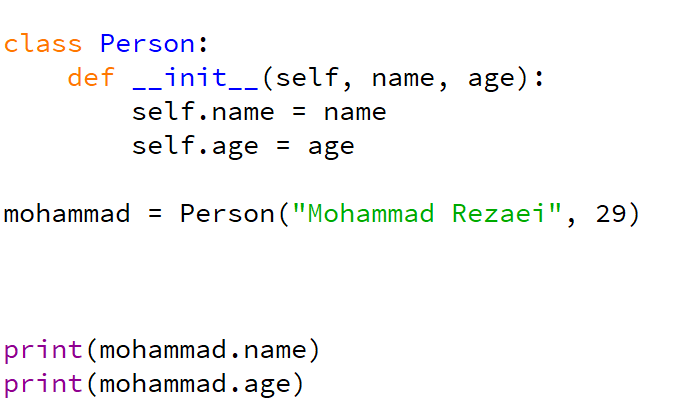 class Person:
    def __init__(self, name, age):
        self.name = name
        self.age = age
mohammad = Person("Mohammad Rezaei", 29)
print(mohammad.name)
print(mohammad.age)